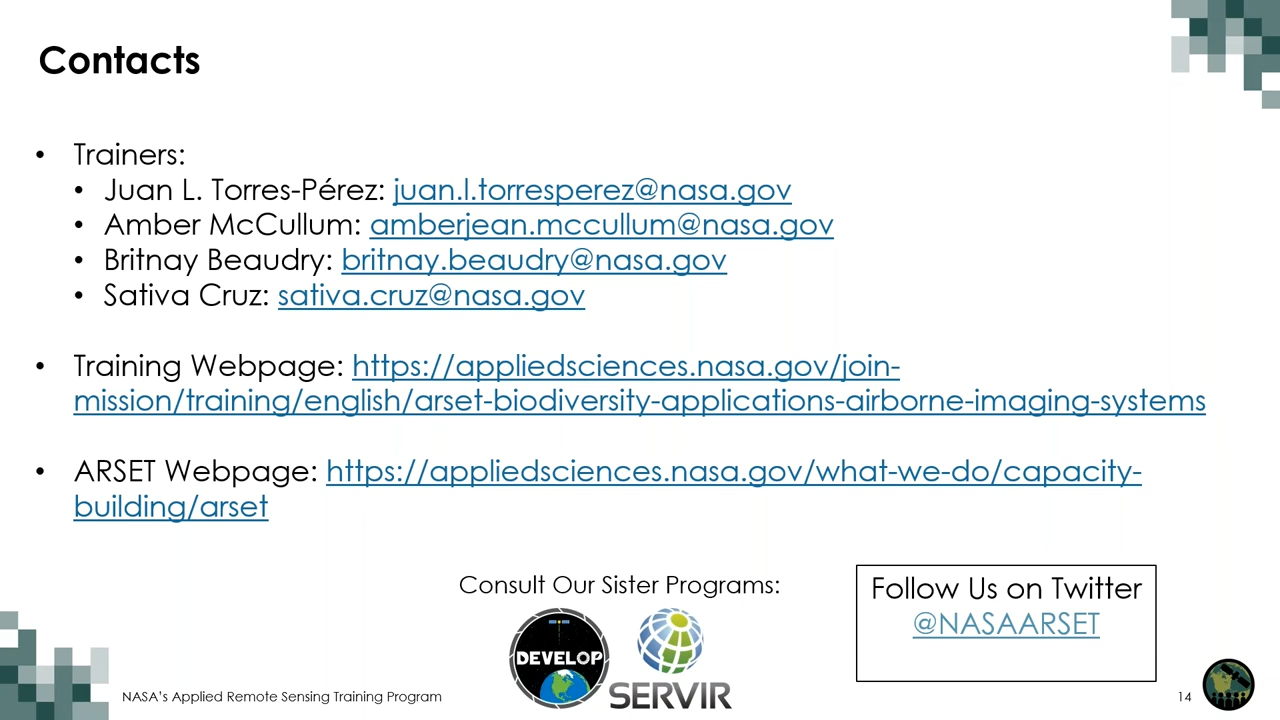 Contacts
• Trainers:
• Juan L. Torres-Pérez: juan.l.torresperez@nasa.gov
• Amber McCullum: amberjean.mccullum@nasa.gov
• Britnay Beaudry: britnay.beaudry@nasa.gov
• Sativa Cruz: sativa.cruz@nasa.gov
• Training Webpage: https://appliedsciences.nasa.gov/join-
mission/training/english/arset-biodiversity-applications-airborne-imaging-systems
• ARSET Webpage: https://appliedsciences.nasa.gov/what-we-do/capacity-
building/arset
Consult Our Sister Programs:
DEVELOP
SERVIR
Follow Us on Twitter
@NASAARSET
NASA's Applied Remote Sensing Training Program
14